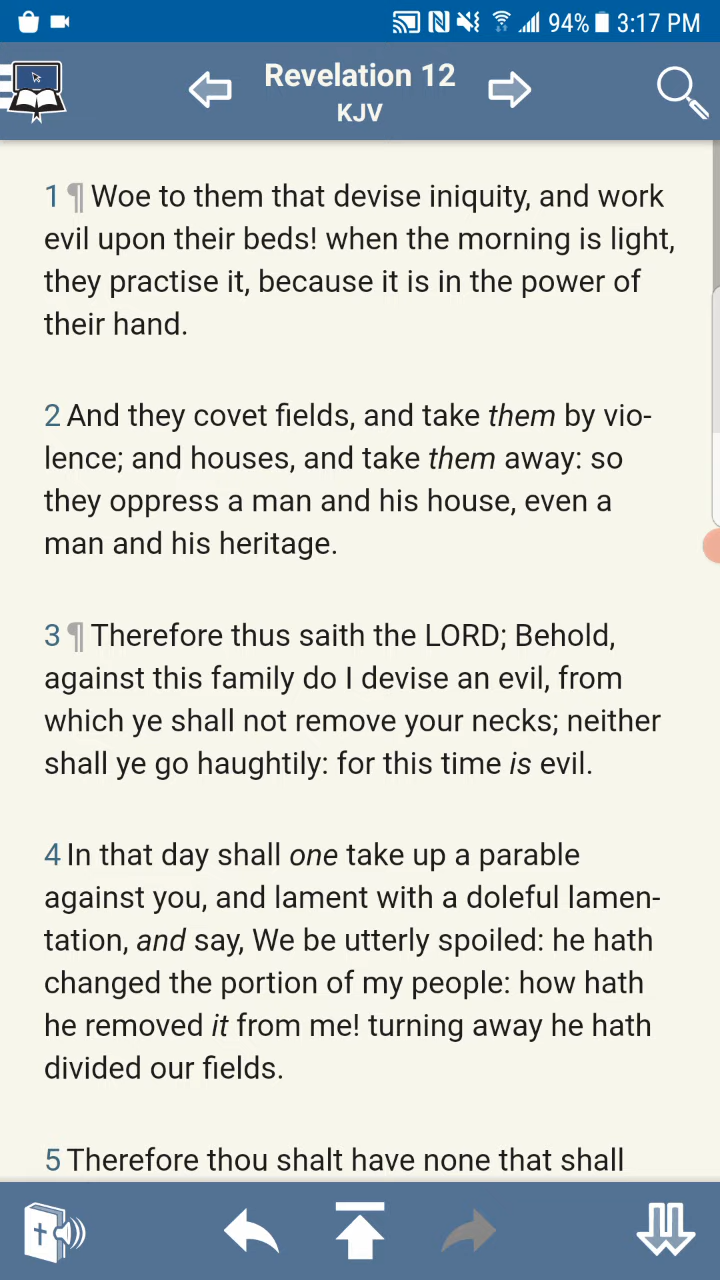 94% 3:17 PM
Revelation 12
KJV
1 ¶ Woe to them that devise iniquity, and work
evil upon their beds! when the morning is light,
they practise it, because it is in the power of
their hand.
2 And they covet fields, and take them by vio-
lence; and houses, and take them away: so
they oppress a man and his house, even a
man and his heritage.
3 ¶ Therefore thus saith the LORD; Behold,
against this family do I devise an evil, from
which ye shall not remove your necks; neither
shall ye go haughtily: for this time is evil.
4 In that day shall one take up a parable
against you, and lament with a doleful lamen-
tation, and say, We be utterly spoiled: he hath
changed the portion of my people: how hath
he removed it from me! turning away he hath
divided our fields.
5 Therefore thou shalt have none that shall